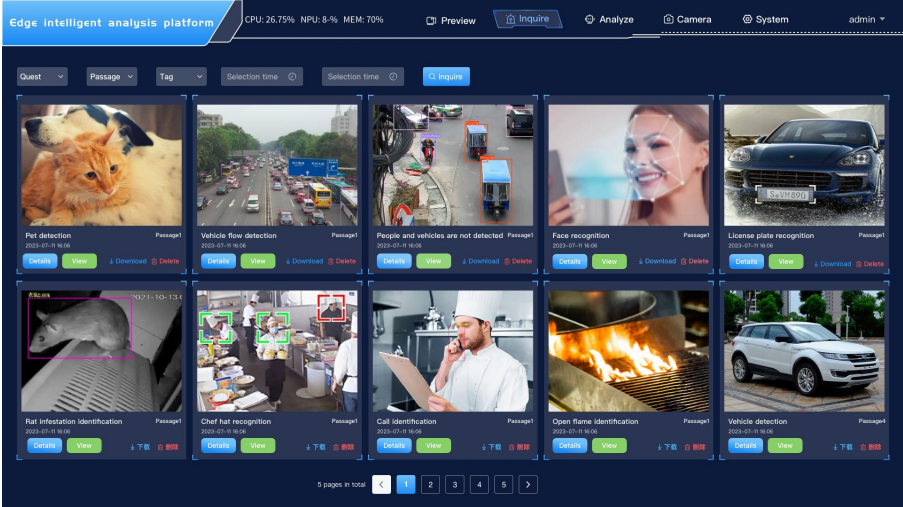 Edge intelligent analysis platform
CPU: 26.75% NPU: 8-% MEM: 70%
Preview
Inquire
Analyze
Camera
System
admin
Quest
Passage
Tag
Selection time
Selection time
Inquire
Pet detection Passage1
2023-07-11 16:06
Details View Download Delete
Vehicle flow detection Passage1
2023-07-11 16:06
Details View Download Delete
People and vehicles are not detected Passage1
2023-07-11 16:06
Details View Download Delete
Face recognition Passage1
2023-07-11 16:06
Details View Download Delete
License plate recognition Passage1
2023-07-11 16:06
Details View Download Delete
2021-10-13
Rat infestation identification Passage1
2023-07-11 16:06
Details View 下载 删除
Chef hat recognition Passage1
2023-07-11 16:06
Details View 下载 删除
Call identification Passage1
2023-07-11 16:06
Details View 下载 删除
Open flame identification Passage1
2023-07-11 16:06
Details View 下载 删除
Vehicle detection Passage4
2023-07-11 16:06
Details View 下载 删除
5 pages in total < 1 2 3 4 5 >